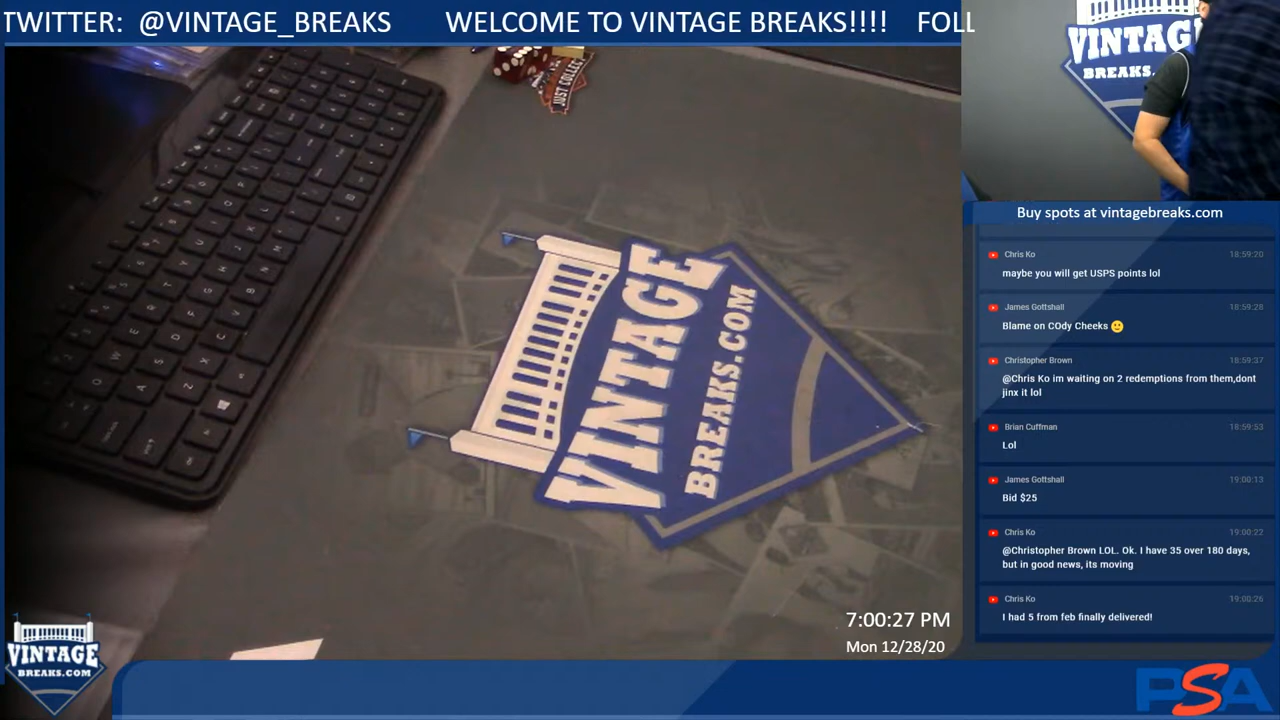 TWITTER: @VINTAGE_BREAKS WELCOME TO VINTAGE BREAKS!!!! FOLL
VINTAG
BREAKS.
JUST COLLEC
VINTAGE
BREAKS.COM
Buy spots at vintagebreaks.com
Chris Ko 18:59:20
maybe you will get USPS points lol
James Gottshall 18:59:28
Blame on COdy Cheeks 🙂
Christopher Brown 18:59:37
@Chris Ko im waiting on 2 redemptions from them,dont
jinx it lol
Brian Cuffman 18:59:53
Lol
James Gottshall 19:00:13
Bid $25
Chris Ko 19:00:22
@Christopher Brown LOL. Ok. I have 35 over 180 days,
but in good news, its moving
Chris Ko 19:00:26
I had 5 from feb finally delivered!
7:00:27 PM
Mon 12/28/20
VINTAGE
BREAKS.COM
PSA